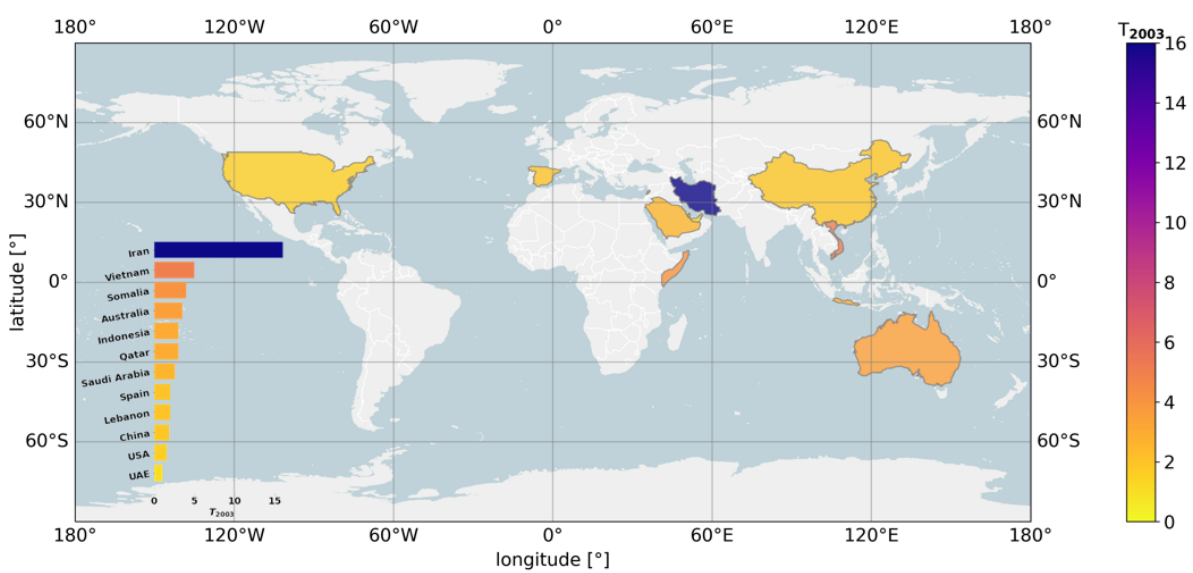 180° 120°W 60°W 0° 60°E 120°E 180°
T2003
60°N 60°N
30°N 30°N
0° 0°
30°S 30°S
60°S 60°S
latitude [°]
Iran
Vietnam
Somalia
Australia
Indonesia
Qatar
Saudi Arabia
Spain
Lebanon
China
USA
UAE
0 5 10 15
T2003
180° 120°W 60°W 0° 60°E 120°E 180°
longitude [°]
16
14
12
10
8
6
4
2
0